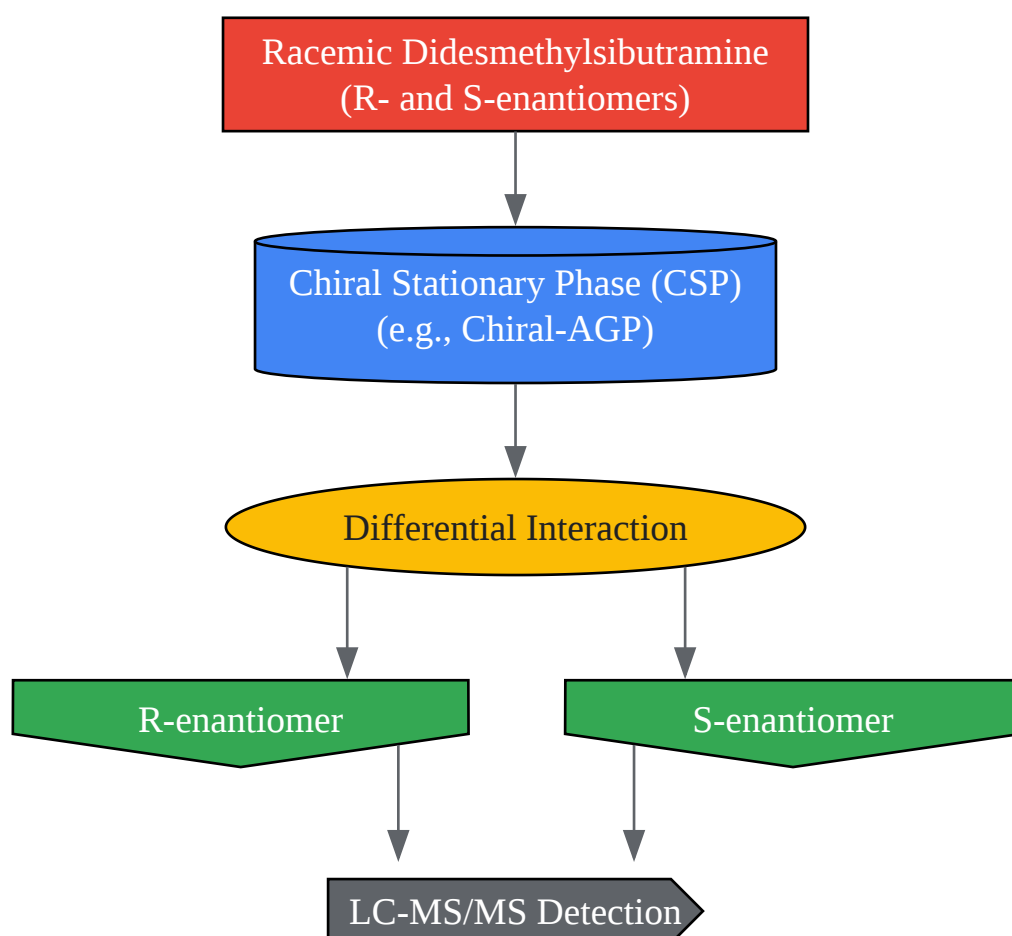 Racemic Didesmethylsibutramine
(R- and S-enantiomers)
Chiral Stationary Phase (CSP)
(e.g., Chiral-AGP)
Differential Interaction
R-enantiomer
S-enantiomer
LC-MS/MS Detection